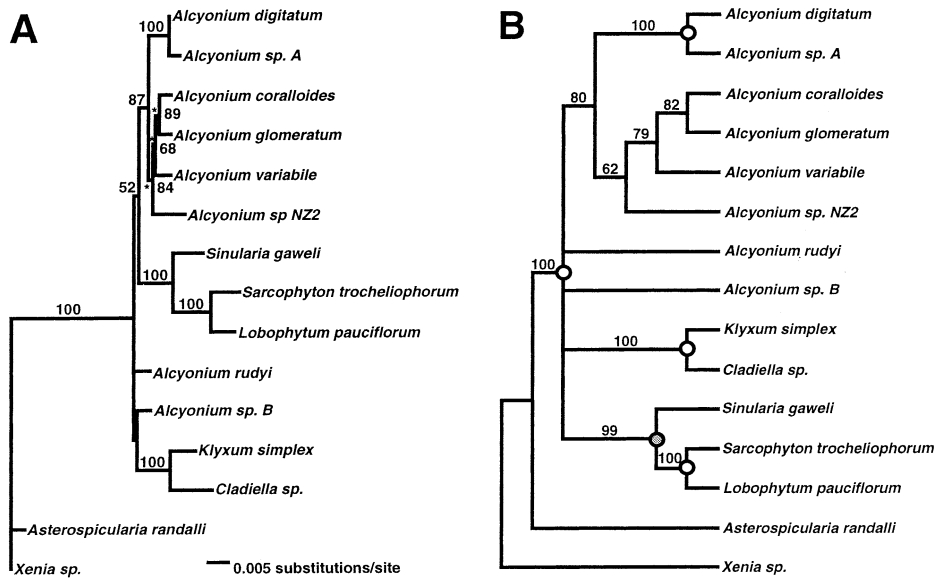 A
100
Alcyonium digitatum
Alcyonium sp. A
87
*
Alcyonium coralloides
89
Alcyonium glomeratum
68
Alcyonium variabile
*
84
52
Alcyonium sp NZ2
Sinularia gaweli
100
Sarcophyton trocheliophorum
100
Lobophytum pauciflorum
100
Alcyonium rudyi
Alcyonium sp. B
Klyxum simplex
100
Cladiella sp.
Asterospicularia randalli
Xenia sp.
0.005 substitutions/site
B
Alcyonium digitatum
100
Alcyonium sp. A
80
Alcyonium coralloides
82
Alcyonium glomeratum
79
Alcyonium variabile
62
Alcyonium sp. NZ2
Alcyonium rudyi
100
Alcyonium sp. B
Klyxum simplex
100
Cladiella sp.
Sinularia gaweli
99
Sarcophyton trocheliophorum
100
Lobophytum pauciflorum
Asterospicularia randalli
Xenia sp.